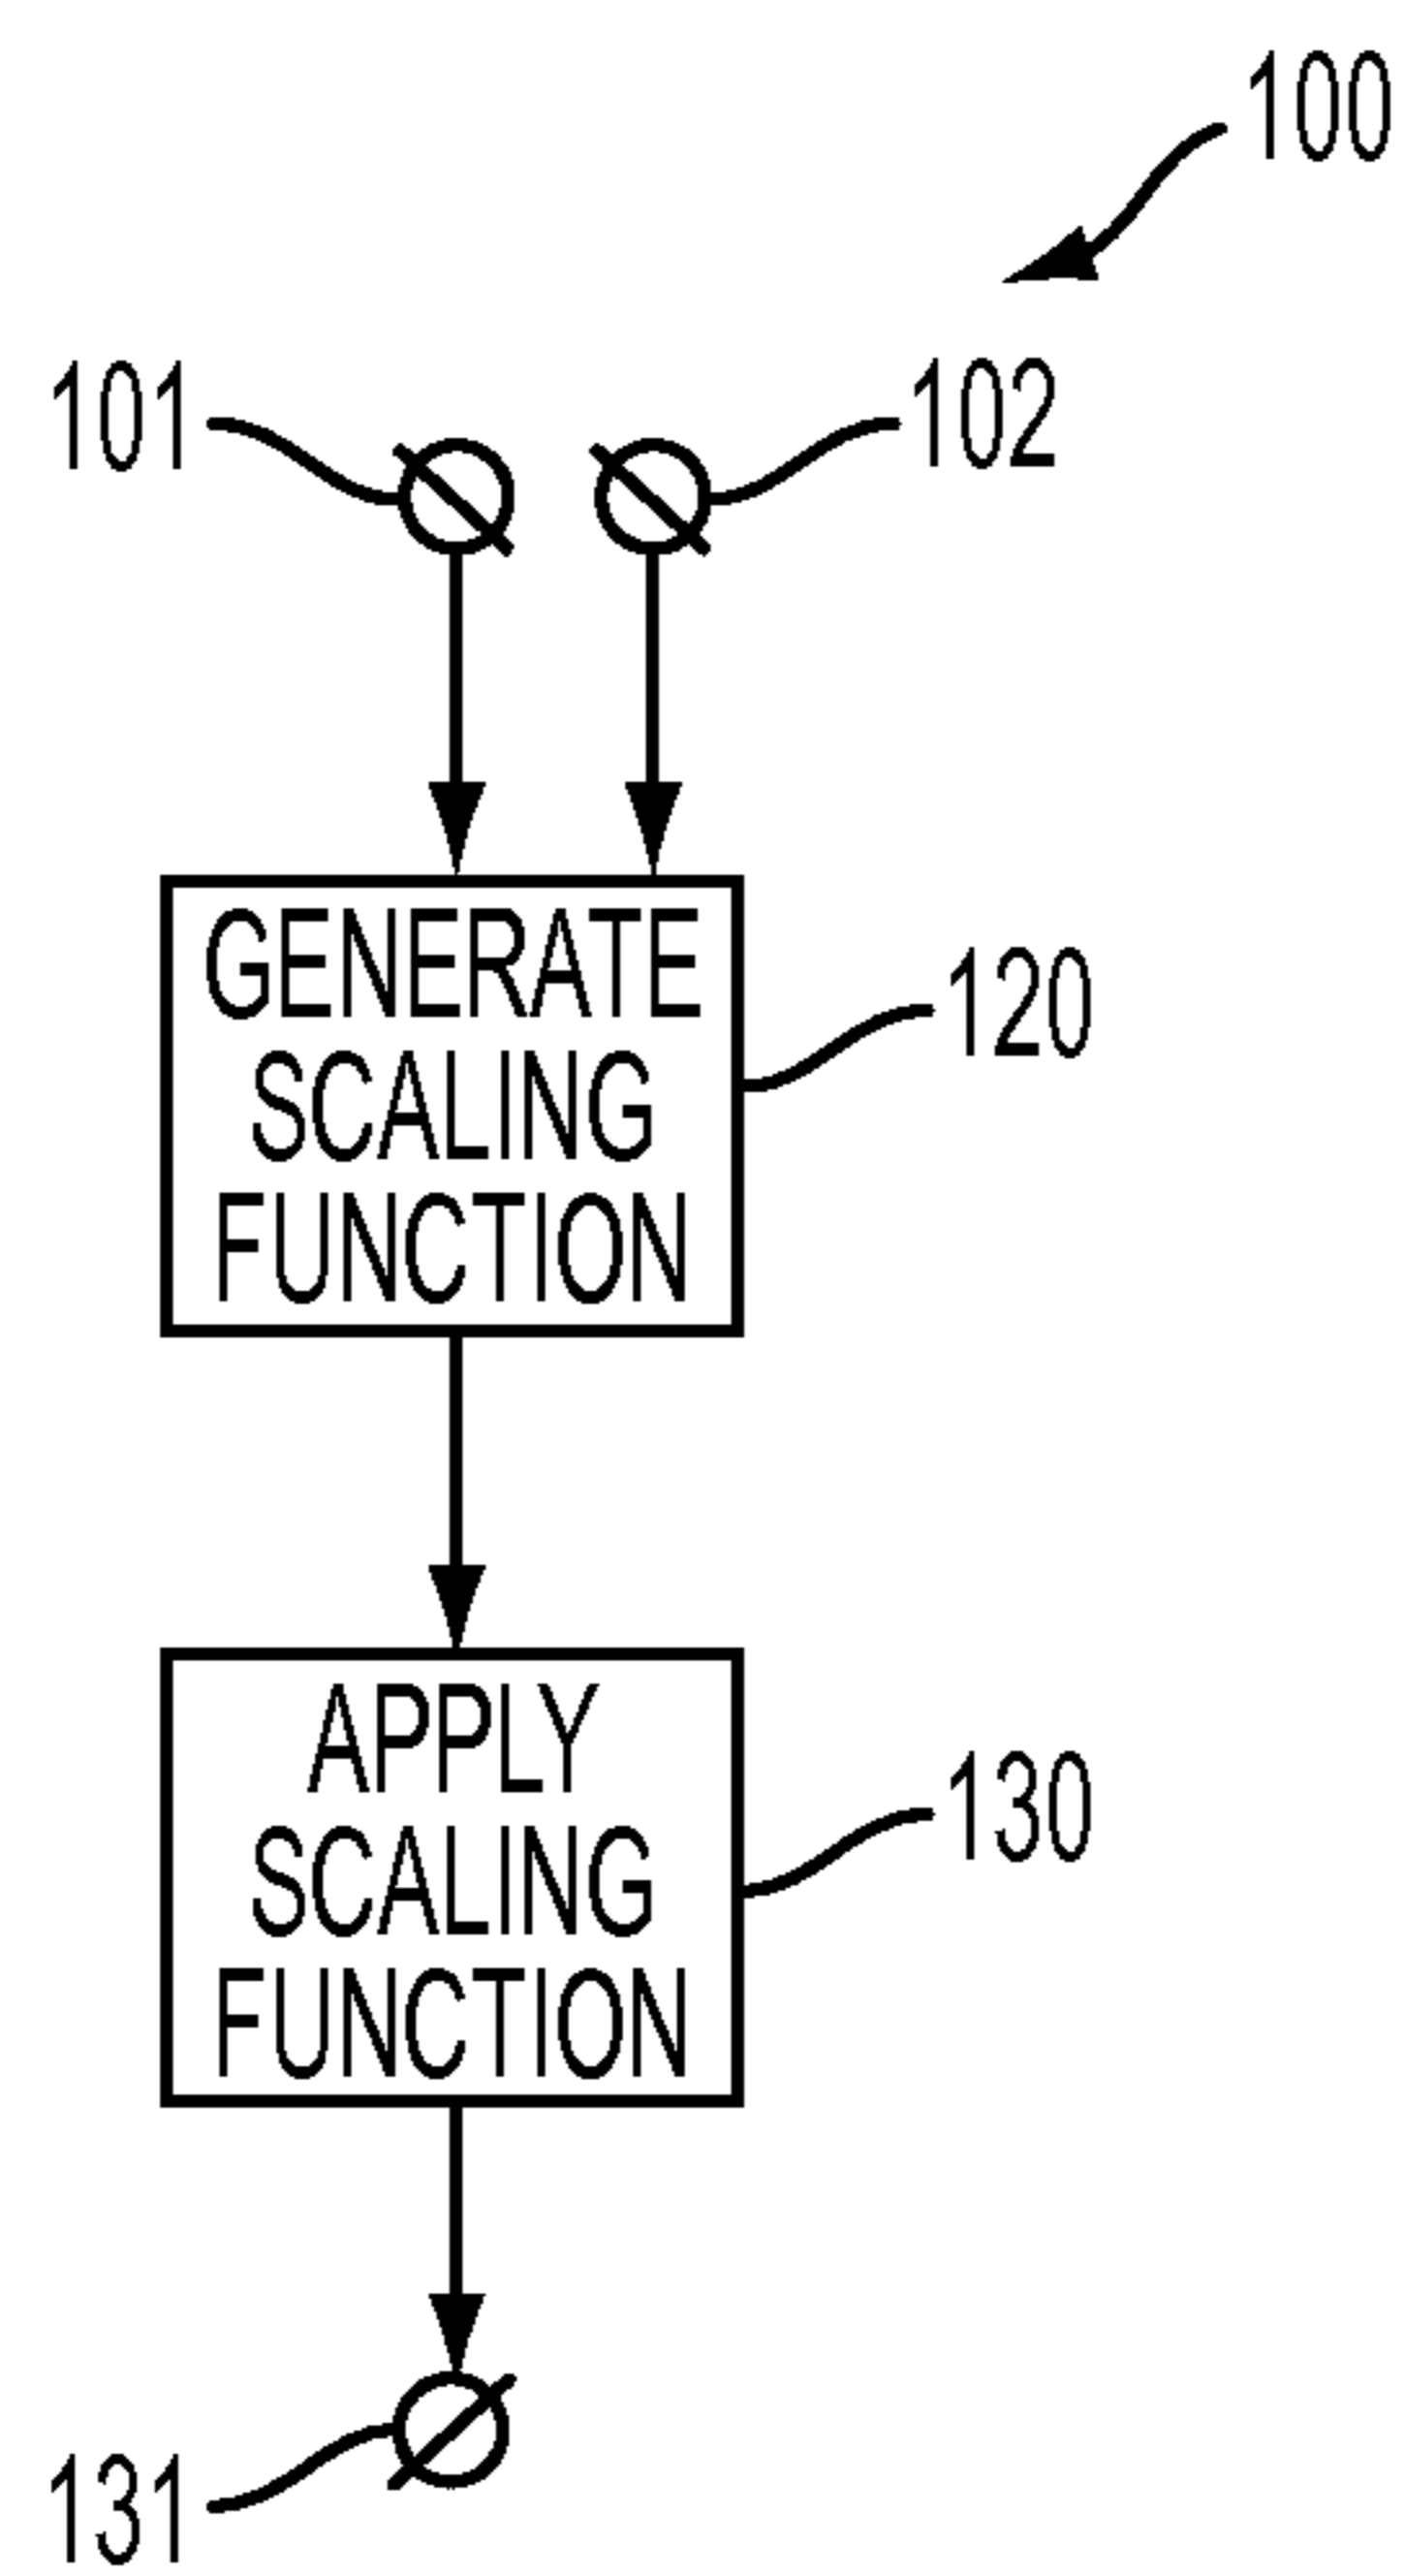 100
101
102
GENERATE
SCALING
FUNCTION
120
APPLY
SCALING
FUNCTION
130
131